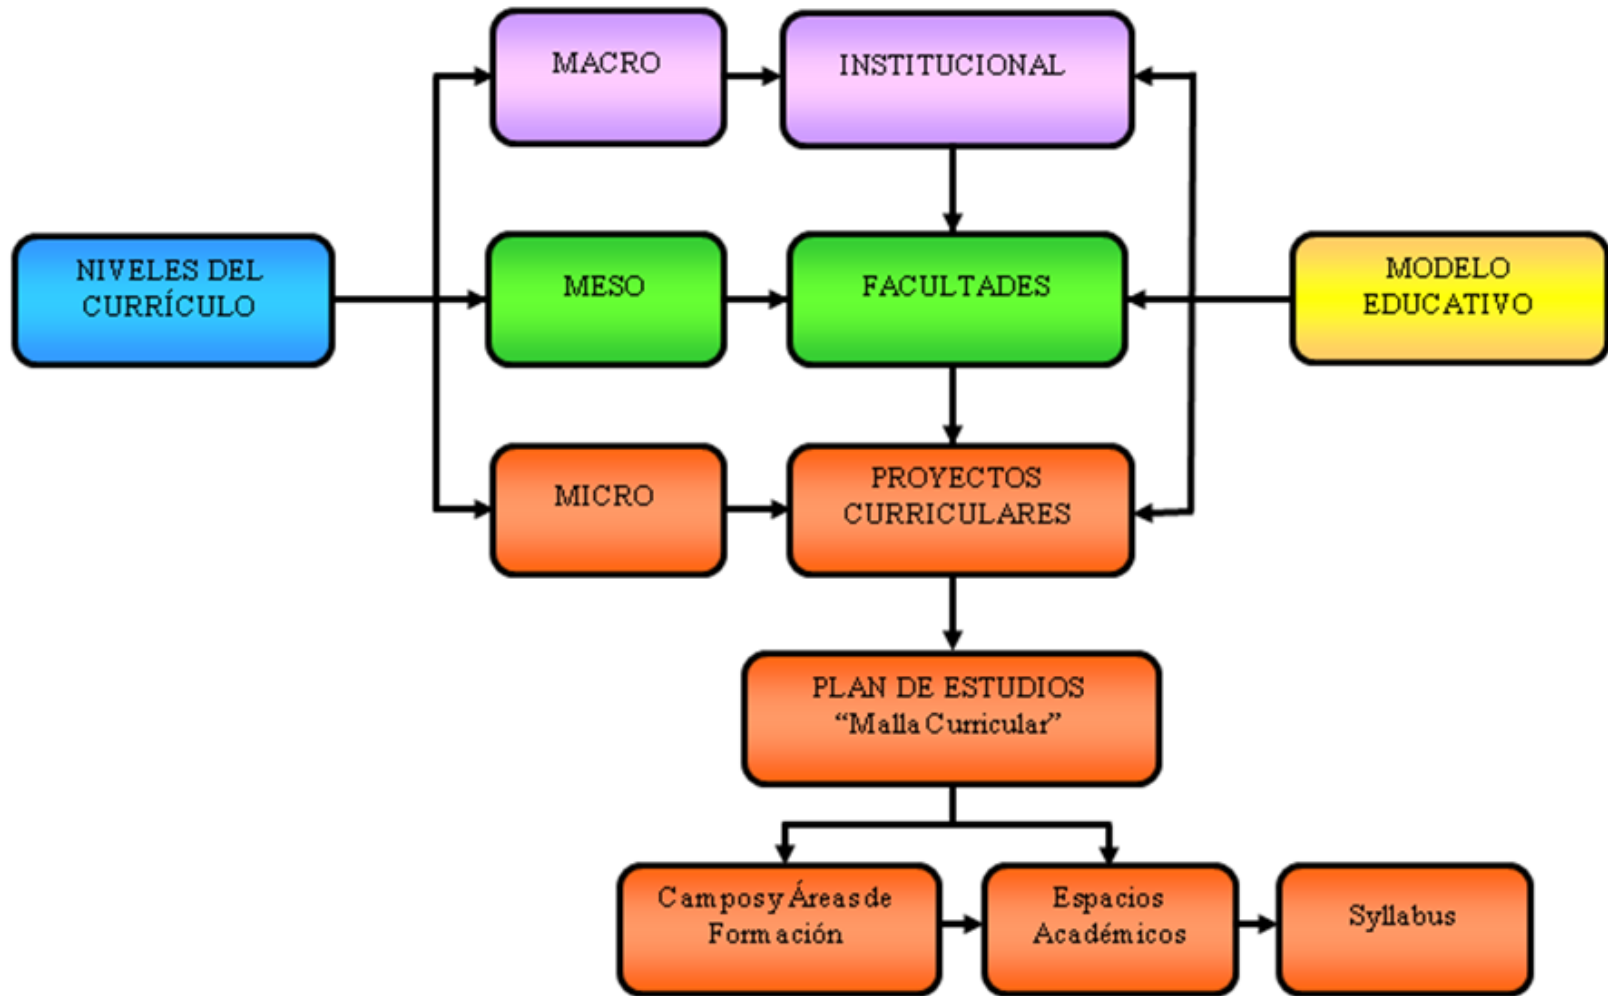 MACRO
INSTITUCIONAL
NIVELES DEL
CURRÍCULO
MESO
FACULTADES
MODELO
EDUCATIVO
MICRO
PROYECTOS
CURRICULARES
PLAN DE ESTUDIOS
“Malla Curricular”
Campos y Áreas de
Formación
Espacios
Académicos
Syllabus